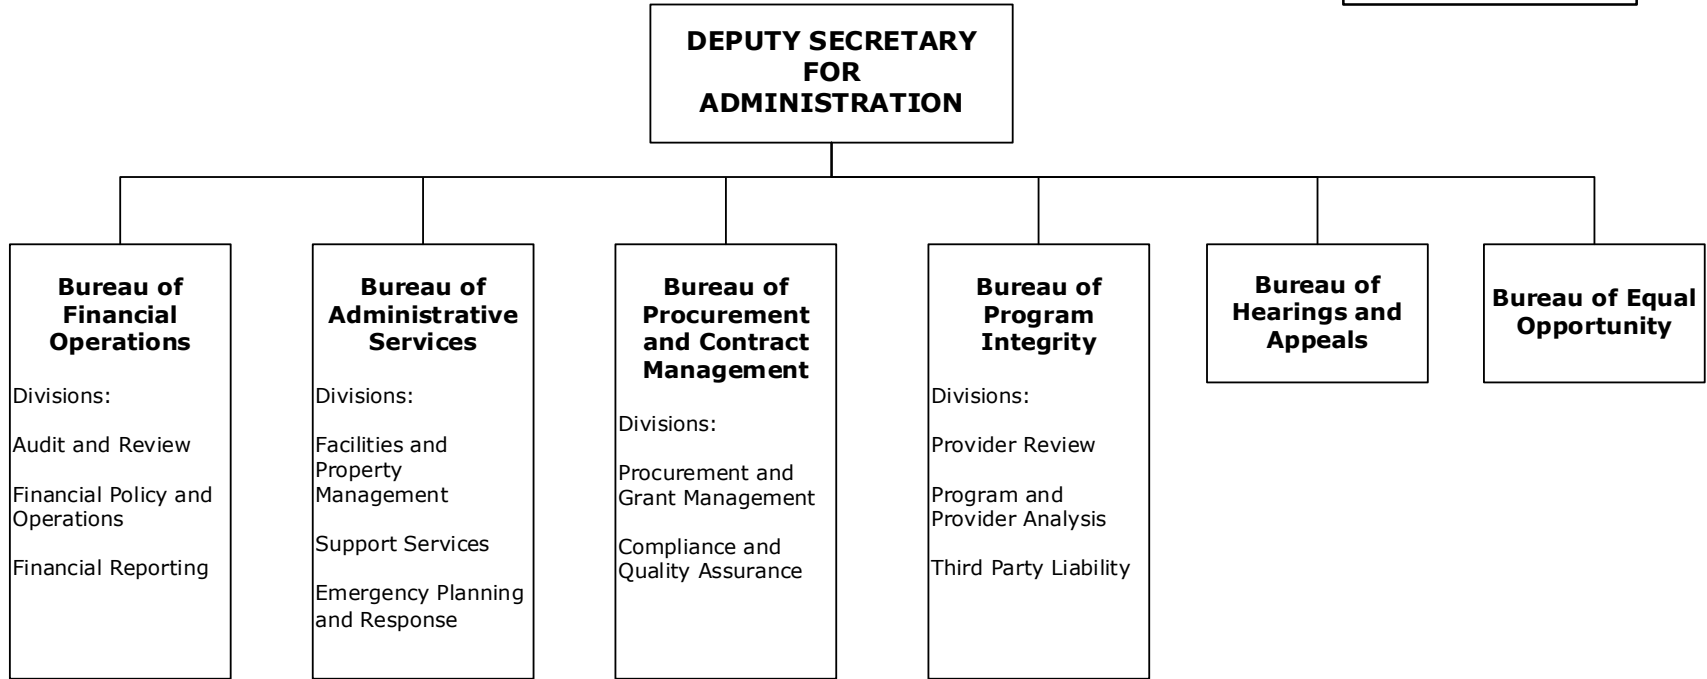 DEPUTY SECRETARY
FOR
ADMINISTRATION
Bureau of
Financial
Operations
Divisions:
Audit and Review
Financial Policy and
Operations
Financial Reporting
Bureau of
Administrative
Services
Divisions:
Facilities and
Property
Management
Support Services
Emergency Planning
and Response
Bureau of
Procurement
and Contract
Management
Divisions:
Procurement and
Grant Management
Compliance and
Quality Assurance
Bureau of
Program
Integrity
Divisions:
Provider Review
Program and
Provider Analysis
Third Party Liability
Bureau of
Hearings and
Appeals
Bureau of Equal
Opportunity